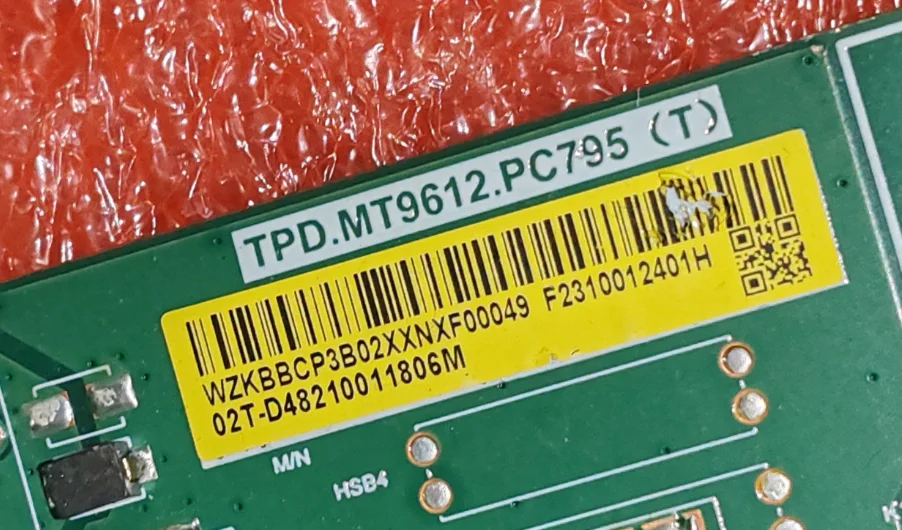 TPD.MT9612.PC795 (T)
WZKBBCP3B02XXNXF00049 F2310012401H
02T-D48210011806M
M/N
HSB4